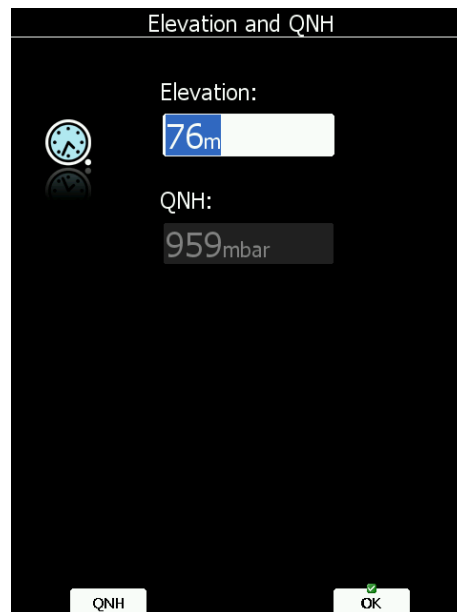 Elevation and QNH
Elevation:
76m
QNH:
959mbar
QNH
OK